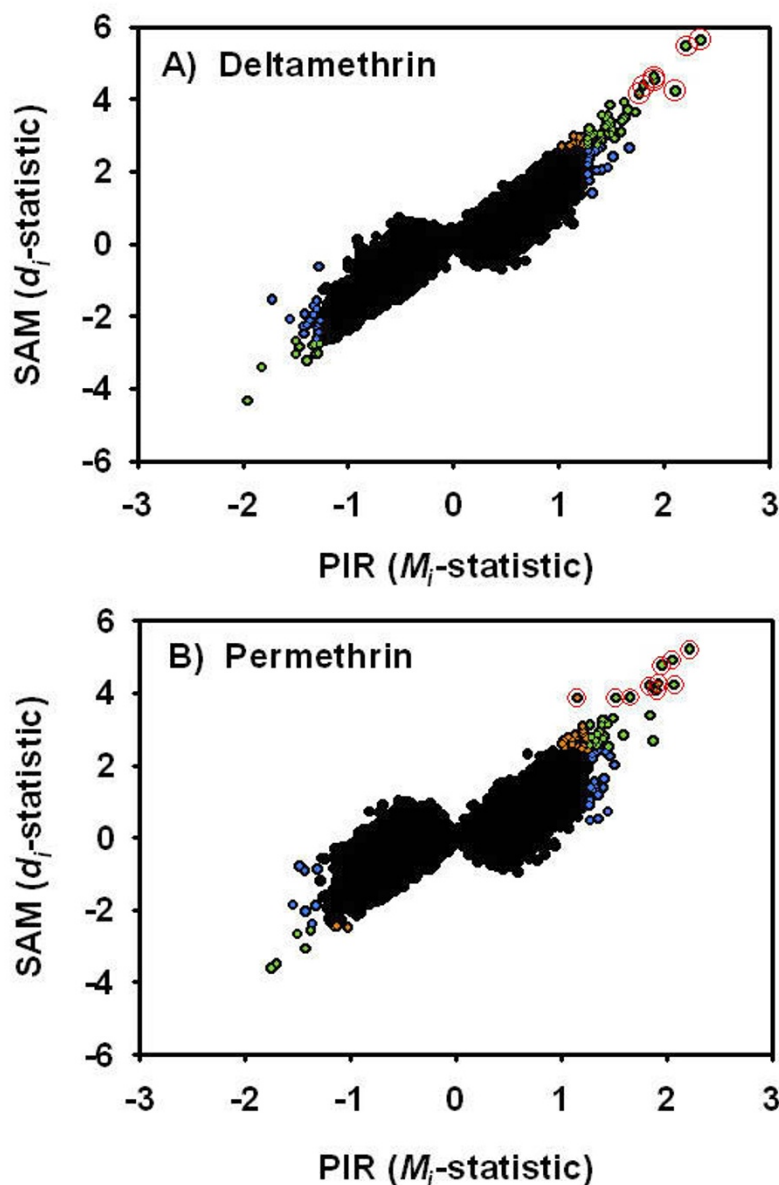 A) Deltamethrin
SAM (di-statistic)
6
4
2
0
-2
-4
-6
-3 -2 -1 0 1 2 3
PIR (Mi-statistic)
B) Permethrin
SAM (di-statistic)
6
4
2
0
-2
-4
-6
-3 -2 -1 0 1 2 3
PIR (Mi-statistic)